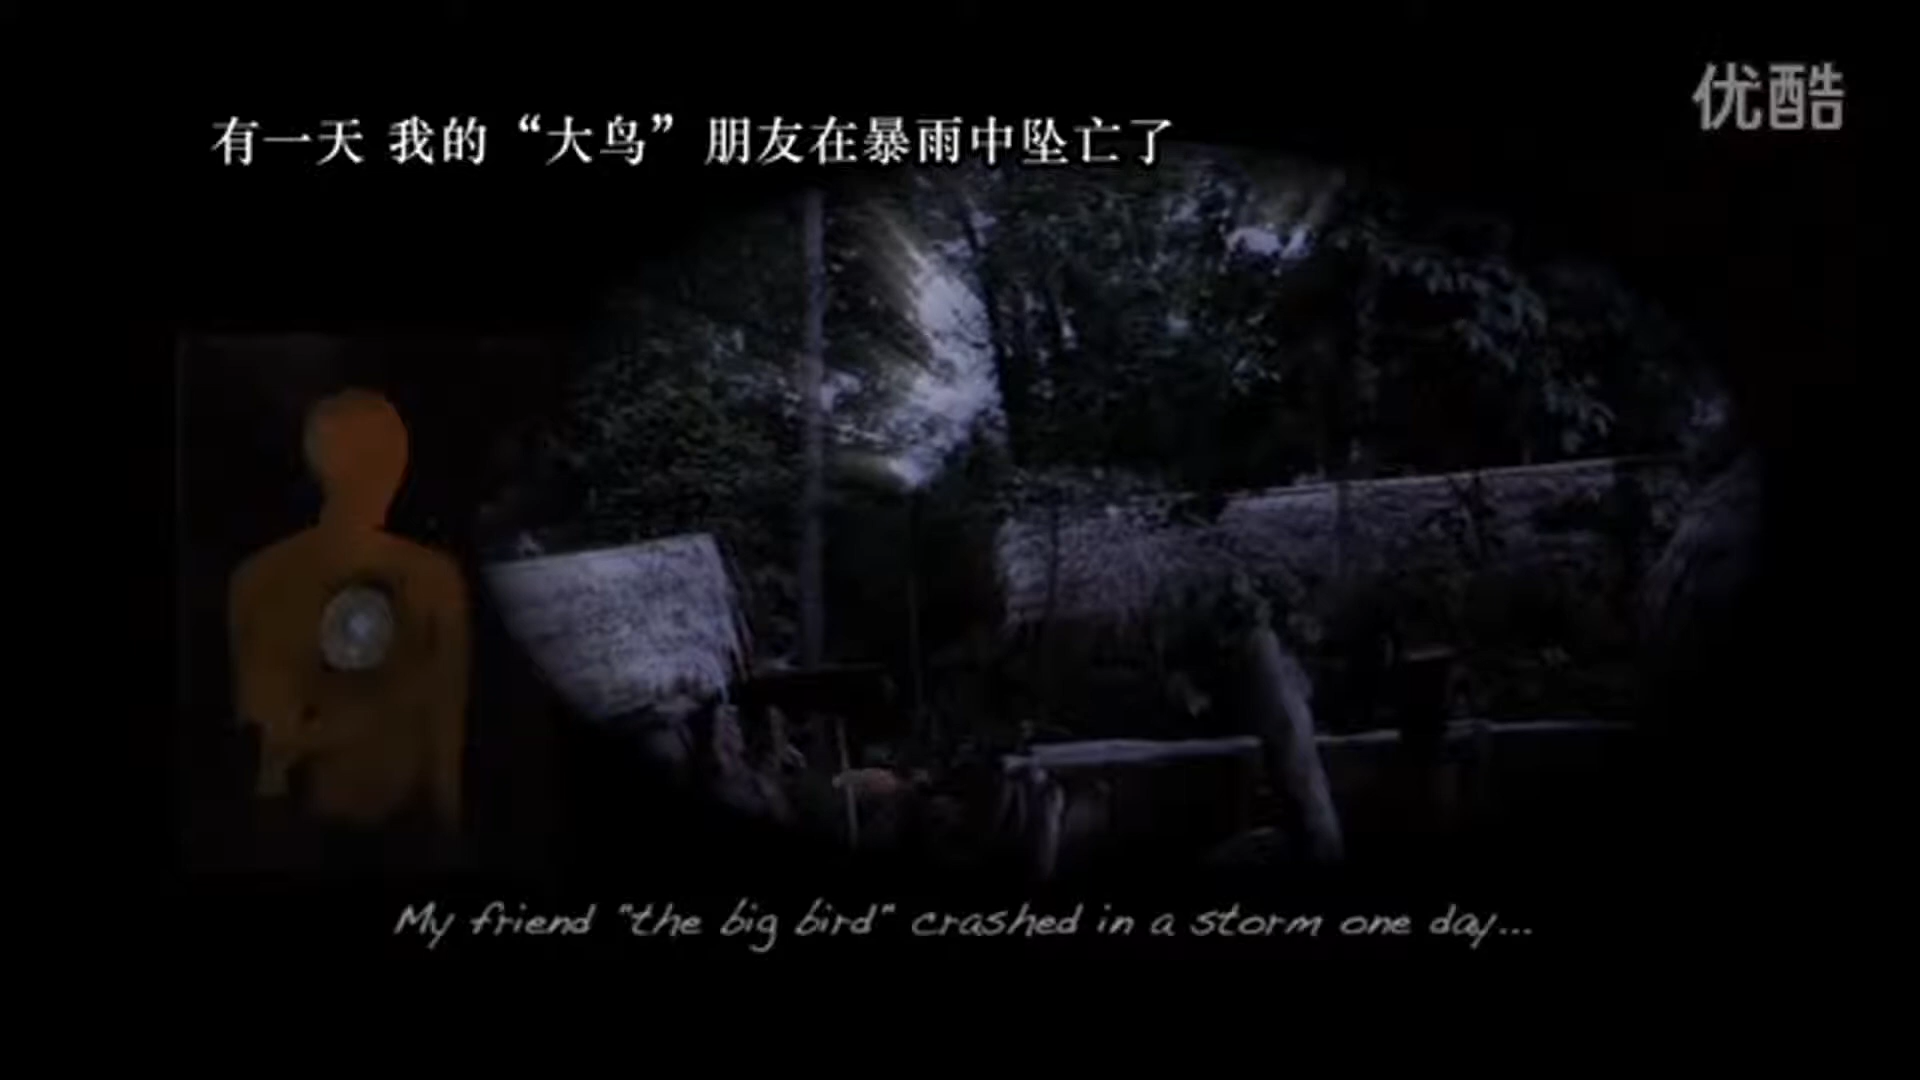 优酷
有一天 我的“大鸟”朋友在暴雨中坠亡了
My friend "the big bird" crashed in a storm one day...